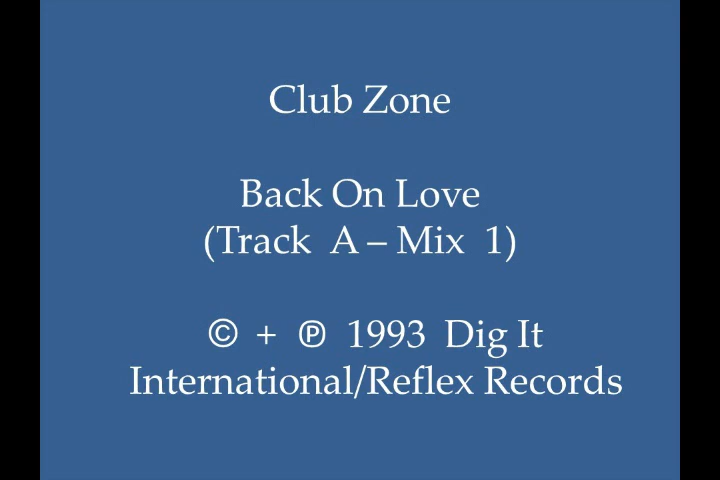 Club Zone
Back On Love
(Track A – Mix 1)
© + ℗ 1993 Dig It
International/Reflex Records